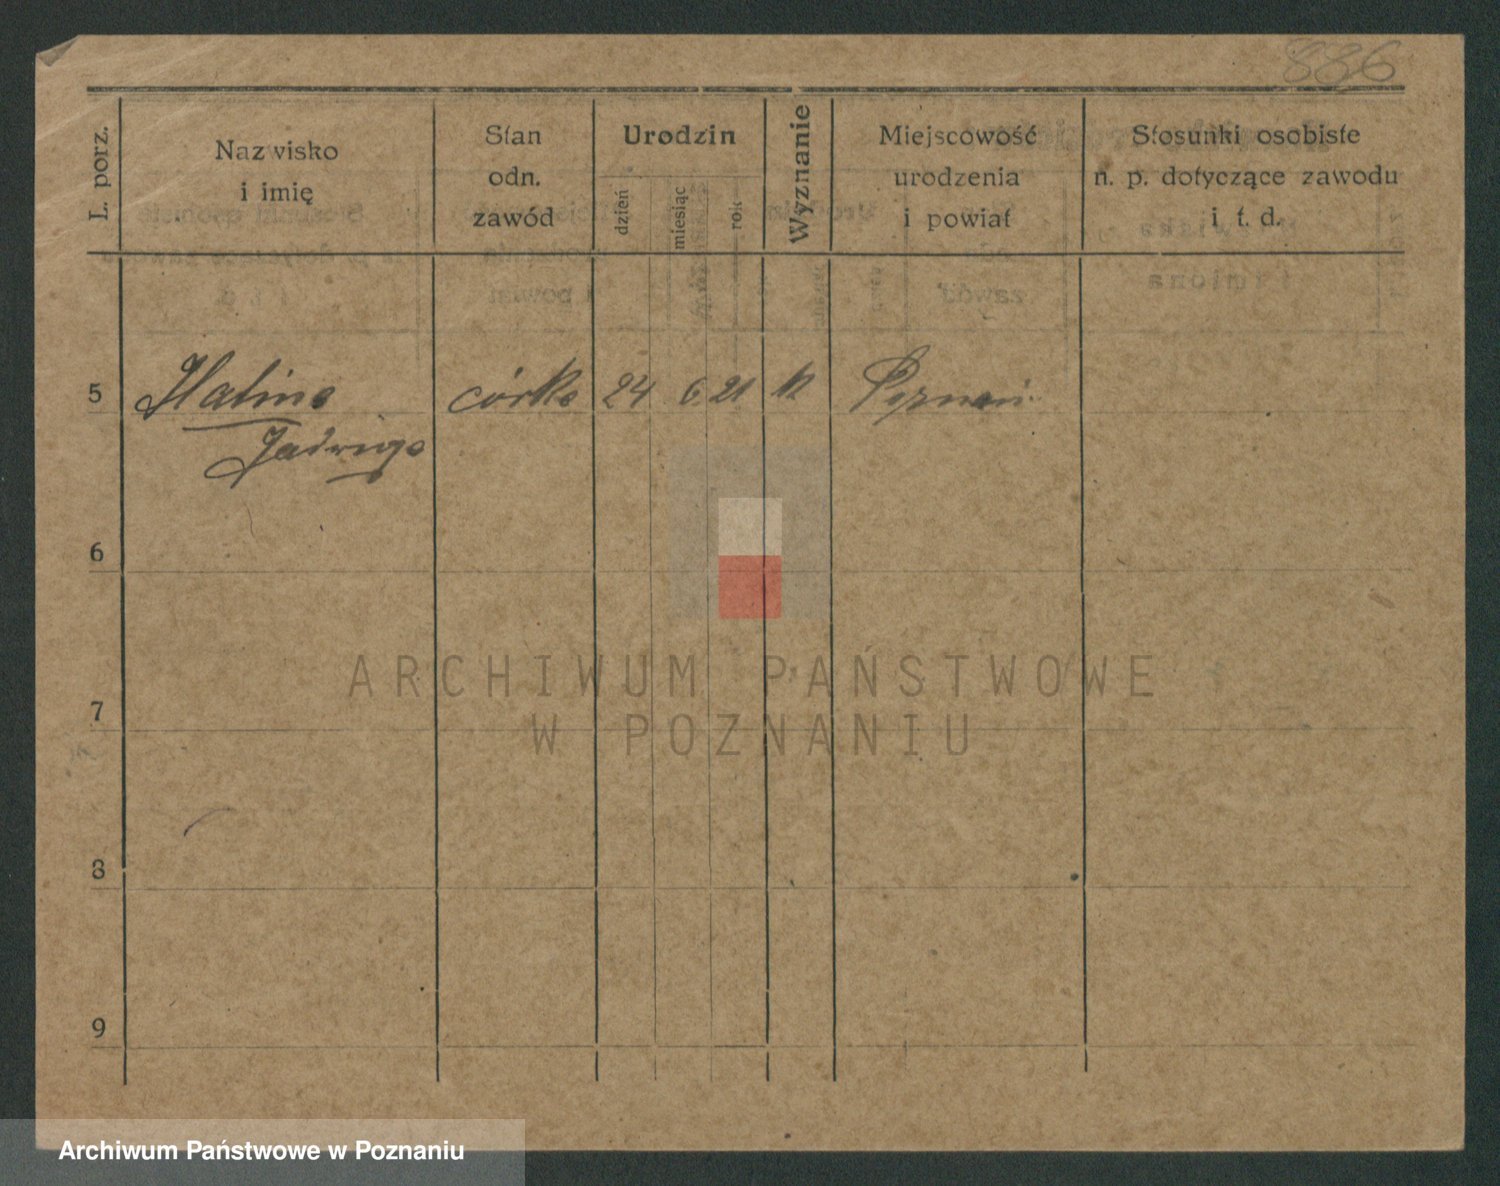 886
L. porz.
Nazwisko
i imię
Stan
odn.
zawód
Urodzin
dzień
miesiąc
rok
Wyznanie
Miejscowość
urodzenia
i powiat
Stosunki osobiste
n. p. dotyczące zawodu
i t. d.
5 Halina córka 24 6 21 k Poznań
Jadwiga
6
7
8
9
ARCHIWUM PAŃSTWOWE
W POZNANIU
Archiwum Państwowe w Poznaniu